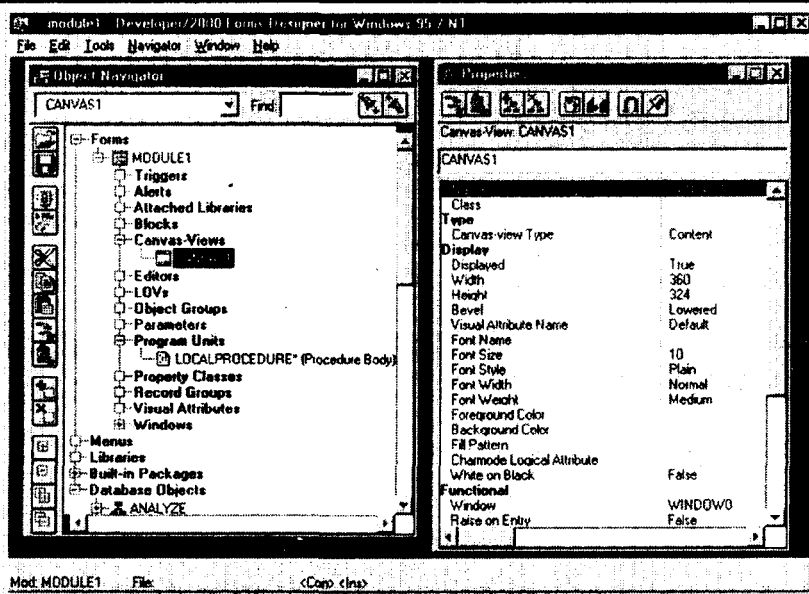 module1 Developer/2000 Forms Designer for Windows 95 / NT
File Edit Tools Navigator Window Help
Object Navigator
CANVAS1 Find:
Forms
MODULE1
Triggers
Alerts
Attached Libraries
Blocks
Canvas-Views
Editors
LOVs
Object Groups
Parameters
Program Units
LOCALPROCEDURE* (Procedure Body)
Property Classes
Record Groups
Visual Attributes
Windows
Menus
Libraries
Built-in Packages
Database Objects
ANALYZE
Properties
Canvas-View: CANVAS1
CANVAS1
Class
Type
Canvas-view Type Content
Display
Displayed True
Width 360
Height 324
Bevel Lowered
Visual Attribute Name Default
Font Name
Font Size 10
Font Style Plain
Font Width Normal
Font Weight Medium
Foreground Color
Background Color
Fill Pattern
Charmode Logical Attribute
White on Black False
Functional
Window WINDOW0
Raise on Entry False
Mod: MODULE1 File: <Con> <Ins>